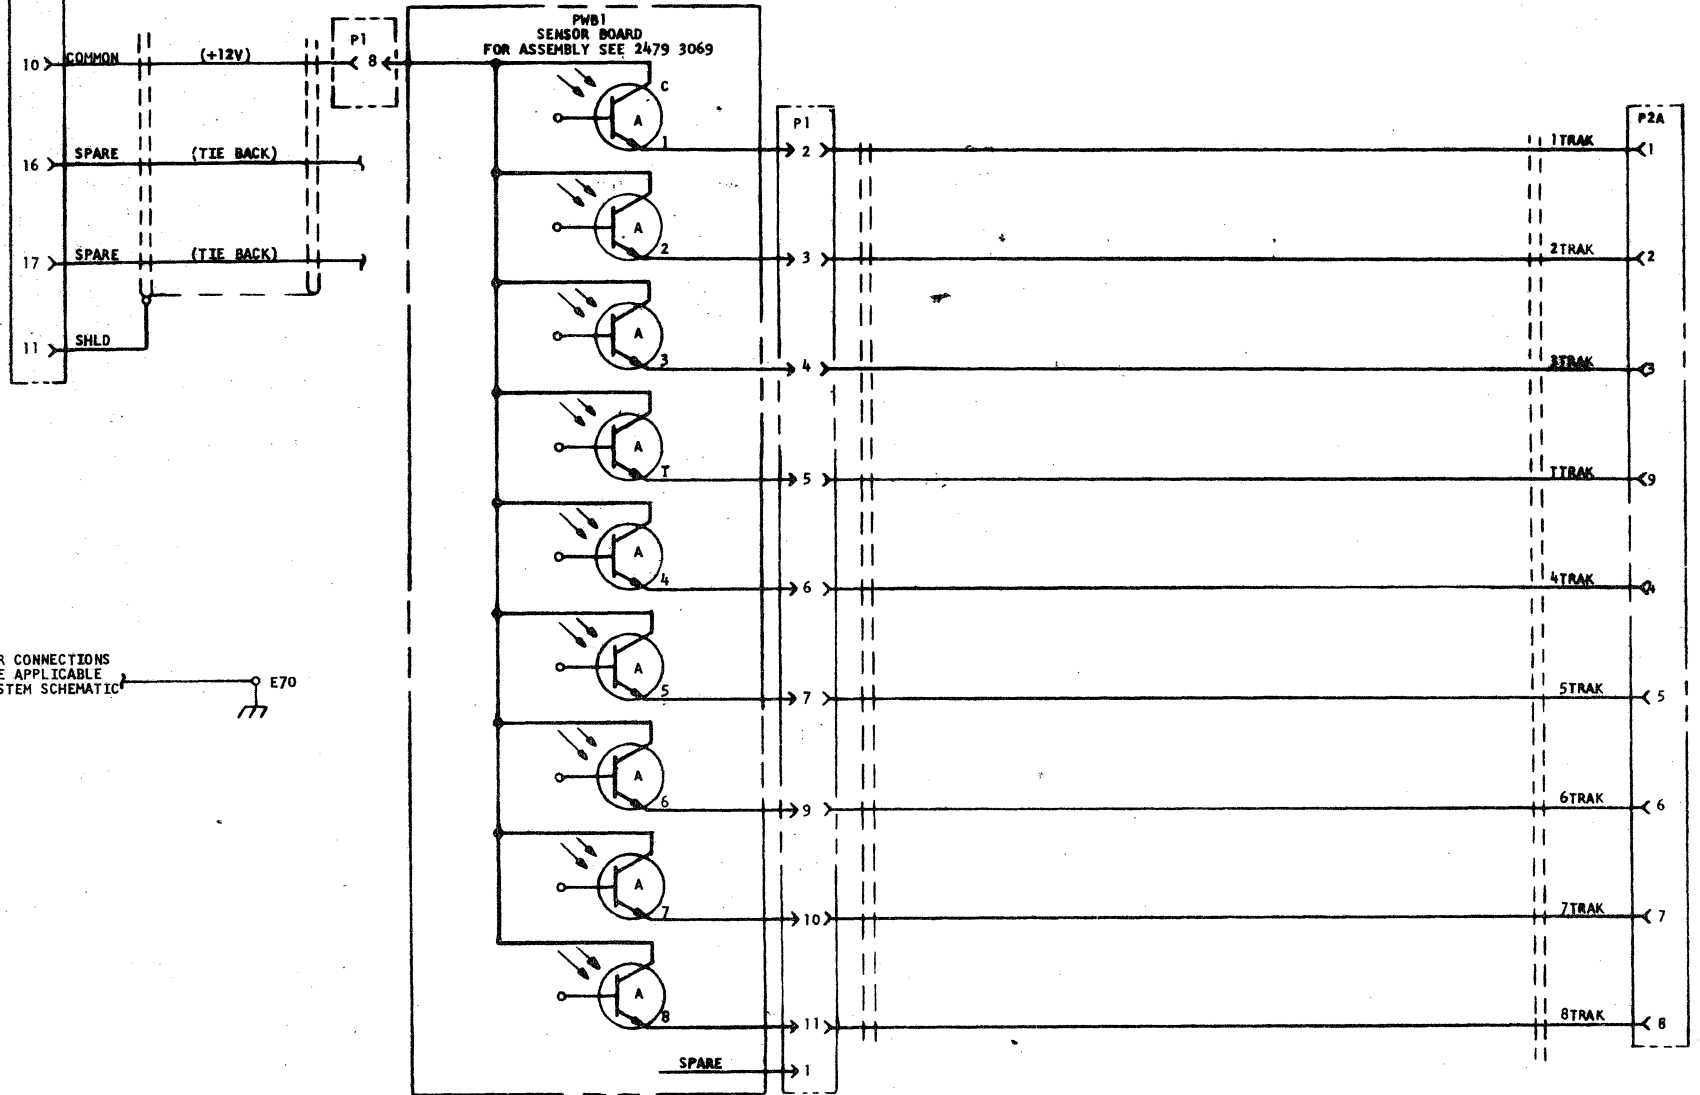 PWB1
SENSOR BOARD
FOR ASSEMBLY SEE 2479 3069
P1
10 COMMON (+12V) 8
C
A
1
P1
P2A
2 1TRAK 1
16 SPARE (TIE BACK)
A
2
3 2TRAK 2
17 SPARE (TIE BACK)
A
3
4 3TRAK 3
11 SHLD
A
T
5 TTRAK 9
A
4
6 4TRAK 4
R CONNECTIONS
E APPLICABLE
STEM SCHEMATIC
E70
A
5
7 5TRAK 5
A
6
9 6TRAK 6
A
7
10 7TRAK 7
A
8
11 8TRAK 8
SPARE 1